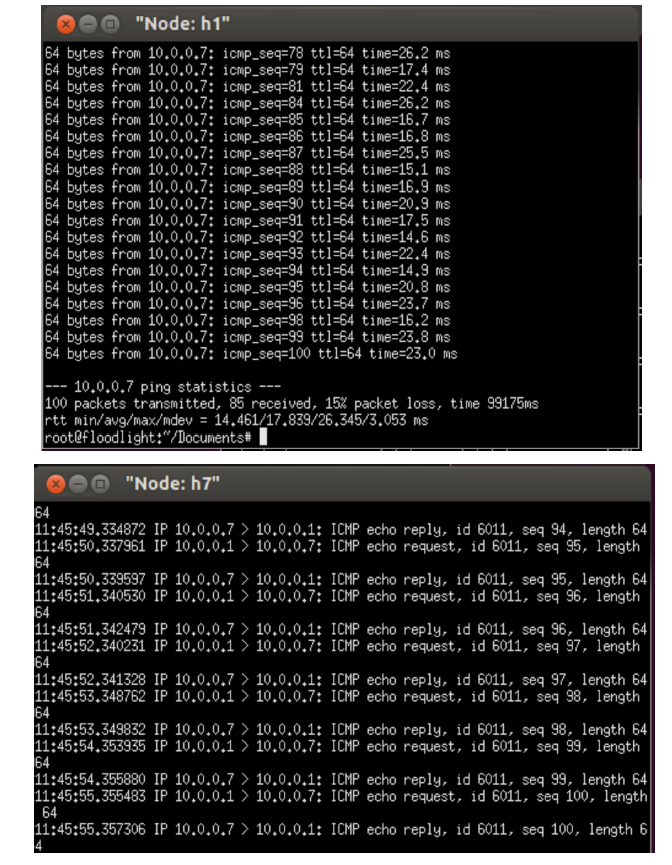 "Node: h1"
64 bytes from 10.0.0.7: icmp_seq=78 ttl=64 time=26.2 ms
64 bytes from 10.0.0.7: icmp_seq=79 ttl=64 time=17.4 ms
64 bytes from 10.0.0.7: icmp_seq=81 ttl=64 time=22.4 ms
64 bytes from 10.0.0.7: icmp_seq=84 ttl=64 time=26.2 ms
64 bytes from 10.0.0.7: icmp_seq=85 ttl=64 time=16.7 ms
64 bytes from 10.0.0.7: icmp_seq=86 ttl=64 time=16.8 ms
64 bytes from 10.0.0.7: icmp_seq=87 ttl=64 time=25.5 ms
64 bytes from 10.0.0.7: icmp_seq=88 ttl=64 time=15.1 ms
64 bytes from 10.0.0.7: icmp_seq=89 ttl=64 time=16.9 ms
64 bytes from 10.0.0.7: icmp_seq=90 ttl=64 time=20.9 ms
64 bytes from 10.0.0.7: icmp_seq=91 ttl=64 time=17.5 ms
64 bytes from 10.0.0.7: icmp_seq=92 ttl=64 time=14.6 ms
64 bytes from 10.0.0.7: icmp_seq=93 ttl=64 time=22.4 ms
64 bytes from 10.0.0.7: icmp_seq=94 ttl=64 time=14.9 ms
64 bytes from 10.0.0.7: icmp_seq=95 ttl=64 time=20.8 ms
64 bytes from 10.0.0.7: icmp_seq=96 ttl=64 time=23.7 ms
64 bytes from 10.0.0.7: icmp_seq=98 ttl=64 time=16.2 ms
64 bytes from 10.0.0.7: icmp_seq=99 ttl=64 time=23.8 ms
64 bytes from 10.0.0.7: icmp_seq=100 ttl=64 time=23.0 ms
--- 10.0.0.7 ping statistics ---
100 packets transmitted, 85 received, 15% packet loss, time 99175ms
rtt min/avg/max/mdev = 14.461/17.839/26.345/3.053 ms
root@floodlight:~/Documents#
"Node: h7"
64
11:45:49.334872 IP 10.0.0.7 > 10.0.0.1: ICMP echo reply, id 6011, seq 94, length 64
11:45:50.337961 IP 10.0.0.1 > 10.0.0.7: ICMP echo request, id 6011, seq 95, length
64
11:45:50.339597 IP 10.0.0.7 > 10.0.0.1: ICMP echo reply, id 6011, seq 95, length 64
11:45:51.340530 IP 10.0.0.1 > 10.0.0.7: ICMP echo request, id 6011, seq 96, length
64
11:45:51.342479 IP 10.0.0.7 > 10.0.0.1: ICMP echo reply, id 6011, seq 96, length 64
11:45:52.340231 IP 10.0.0.1 > 10.0.0.7: ICMP echo request, id 6011, seq 97, length
64
11:45:52.341328 IP 10.0.0.7 > 10.0.0.1: ICMP echo reply, id 6011, seq 97, length 64
11:45:53.348762 IP 10.0.0.1 > 10.0.0.7: ICMP echo request, id 6011, seq 98, length
64
11:45:53.349832 IP 10.0.0.7 > 10.0.0.1: ICMP echo reply, id 6011, seq 98, length 64
11:45:54.353935 IP 10.0.0.1 > 10.0.0.7: ICMP echo request, id 6011, seq 99, length
64
11:45:54.355880 IP 10.0.0.7 > 10.0.0.1: ICMP echo reply, id 6011, seq 99, length 64
11:45:55.355483 IP 10.0.0.1 > 10.0.0.7: ICMP echo request, id 6011, seq 100, length
64
11:45:55.357306 IP 10.0.0.7 > 10.0.0.1: ICMP echo reply, id 6011, seq 100, length 6
4